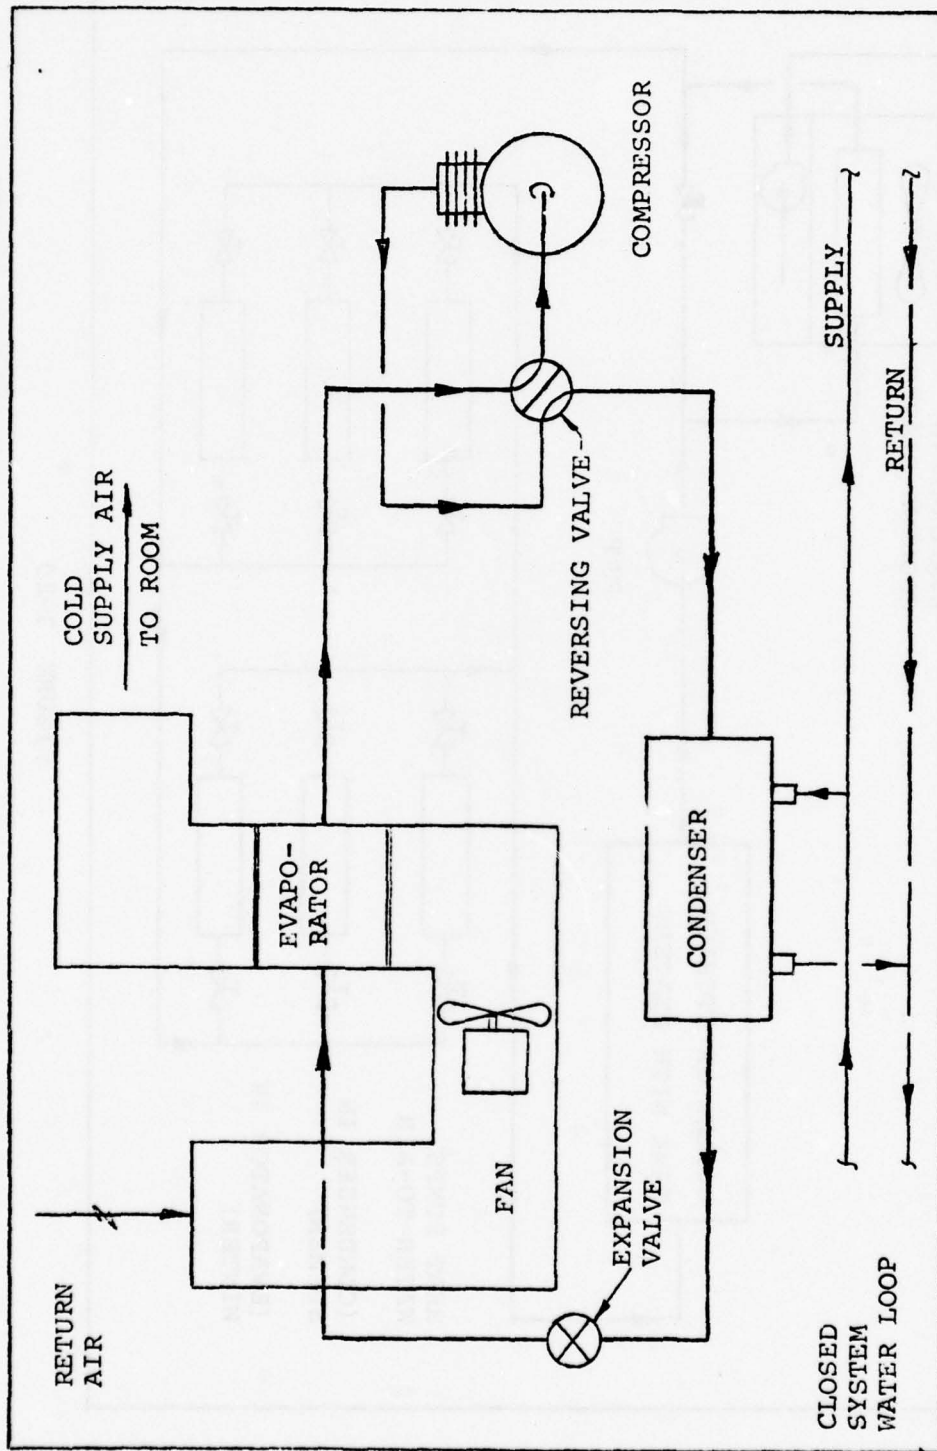 RETURN
AIR
COLD
SUPPLY AIR
TO ROOM
EVAPO-
RATOR
FAN
COMPRESSOR
REVERSING VALVE
EXPANSION
VALVE
CONDENSER
CLOSED
SYSTEM
WATER LOOP
SUPPLY
RETURN